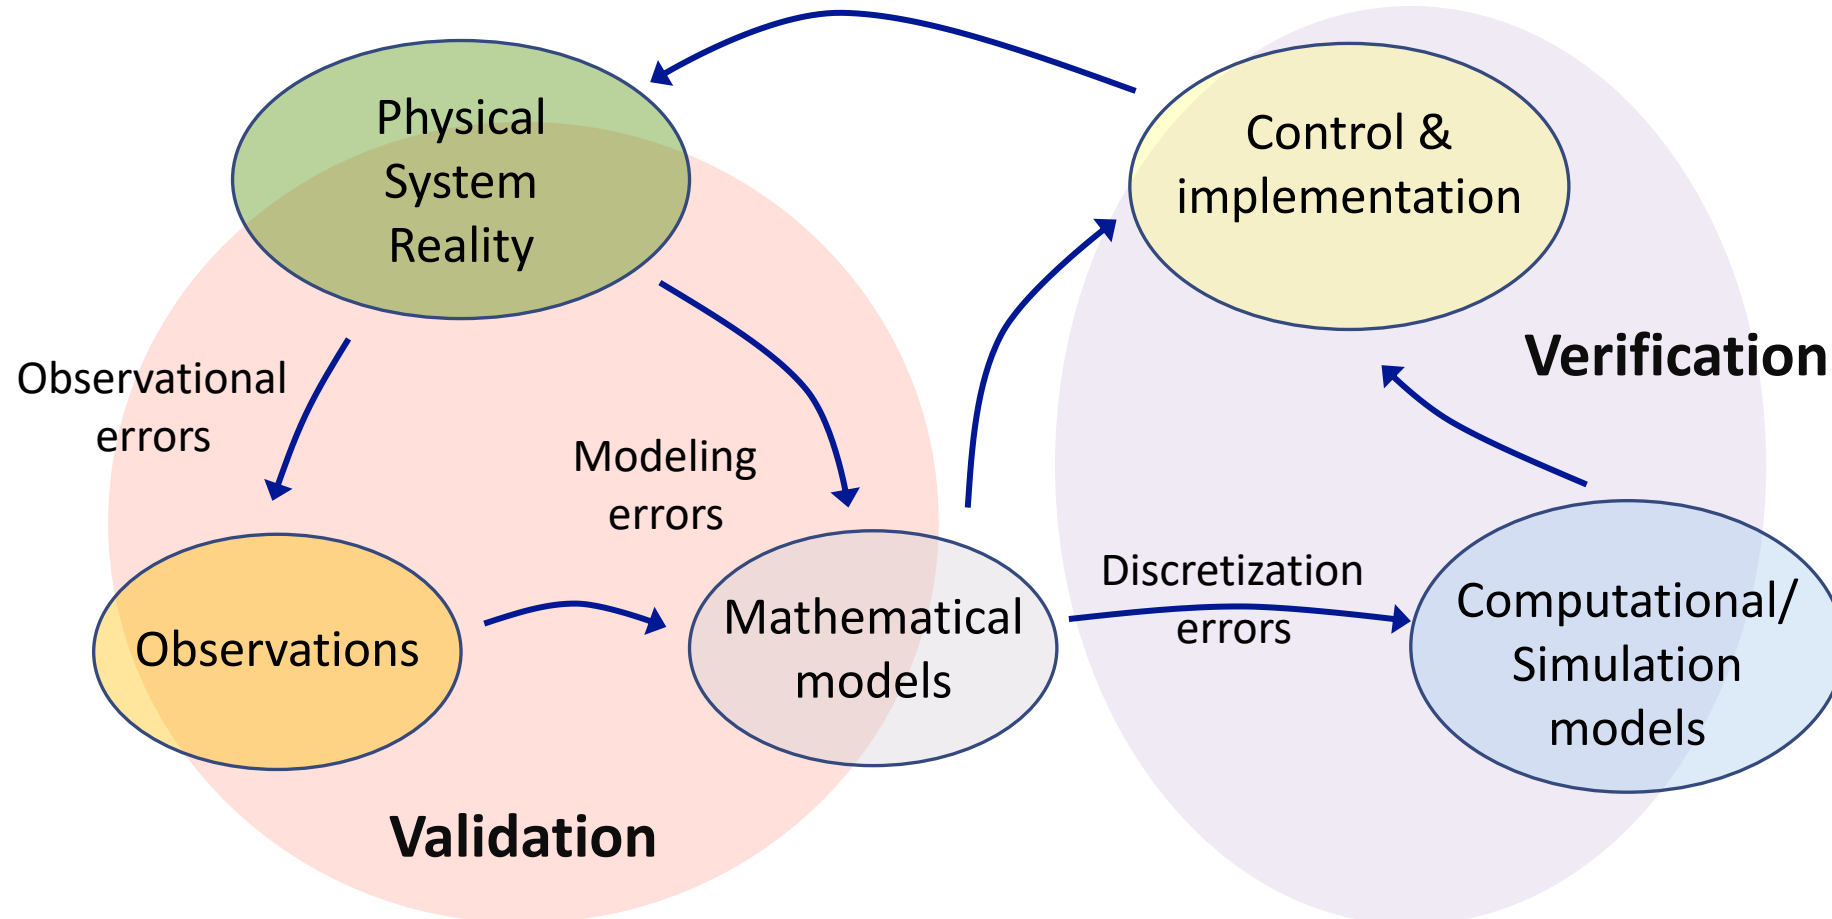 Physical
System
Reality
Control &
implementation
Observational
errors
Verification
Modeling
errors
Observations
Mathematical
models
Discretization
errors
Computational/
Simulation
models
Validation